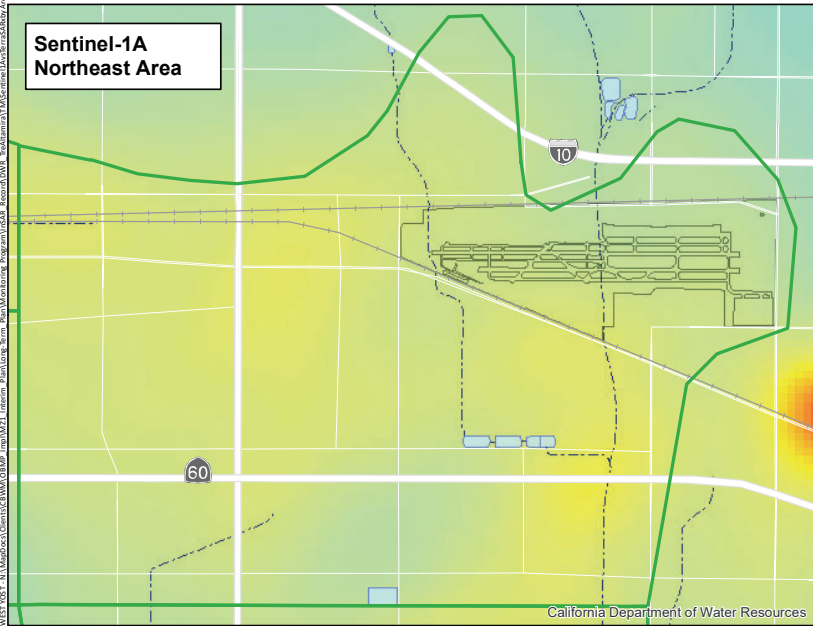 Sentinel-1A
Northeast Area
10
60
California Department of Water Resources